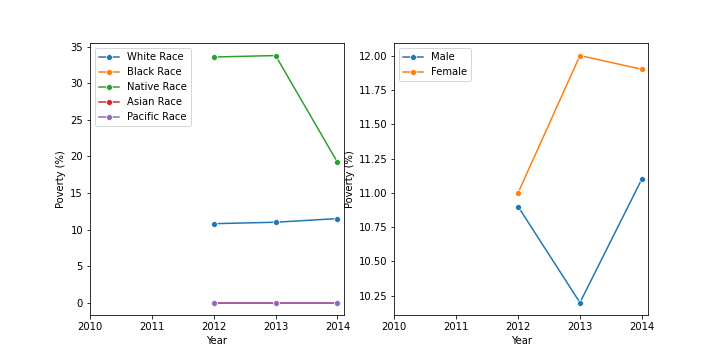 35
30
25
20
15
10
5
0
Poverty (%)
2010 2011 2012 2013 2014
Year
White Race
Black Race
Native Race
Asian Race
Pacific Race
12.00
11.75
11.50
11.25
11.00
10.75
10.50
10.25
Poverty (%)
2010 2011 2012 2013 2014
Year
Male
Female